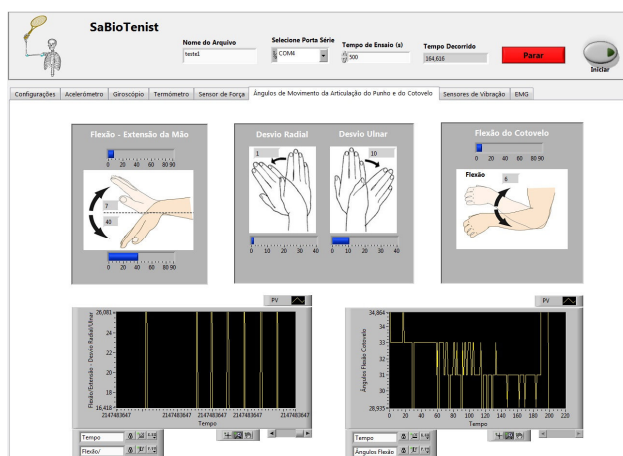 SaBioTenist
Nome do Arquivo
teste1
Selecione Porta Série
COM4
Tempo de Ensaio (s)
500
Tempo Decorrido
164,616
Parar
Iniciar
Configurações Acelerómetro Giroscópio Termómetro Sensor de Força Ângulos de Movimento da Articulação do Punho e do Cotovelo Sensores de Vibração EMG
Flexão - Extensão da Mão
0 20 40 60 80 90
7
40
0 20 40 60 80 90
Desvio Radial Desvio Ulnar
1 10
0 10 20 30 40 0 10 20 30 40
Flexão do Cotovelo
0 20 40 60 80 90
Flexão 6
PV
26,081
24
22
20
18
16,418
Flexão/Extensão - Desvio Radial/Ulnar
2147483647 2147483647 2147483647 2147483647 2147483647
Tempo
Tempo
Flexão/
PV
34,864
34
33
32
31
30
28,935
Ângulos Flexão Cotovelo
0 20 40 60 80 100 120 140 160 180 200 220
Tempo
Tempo
Ângulos Flexão